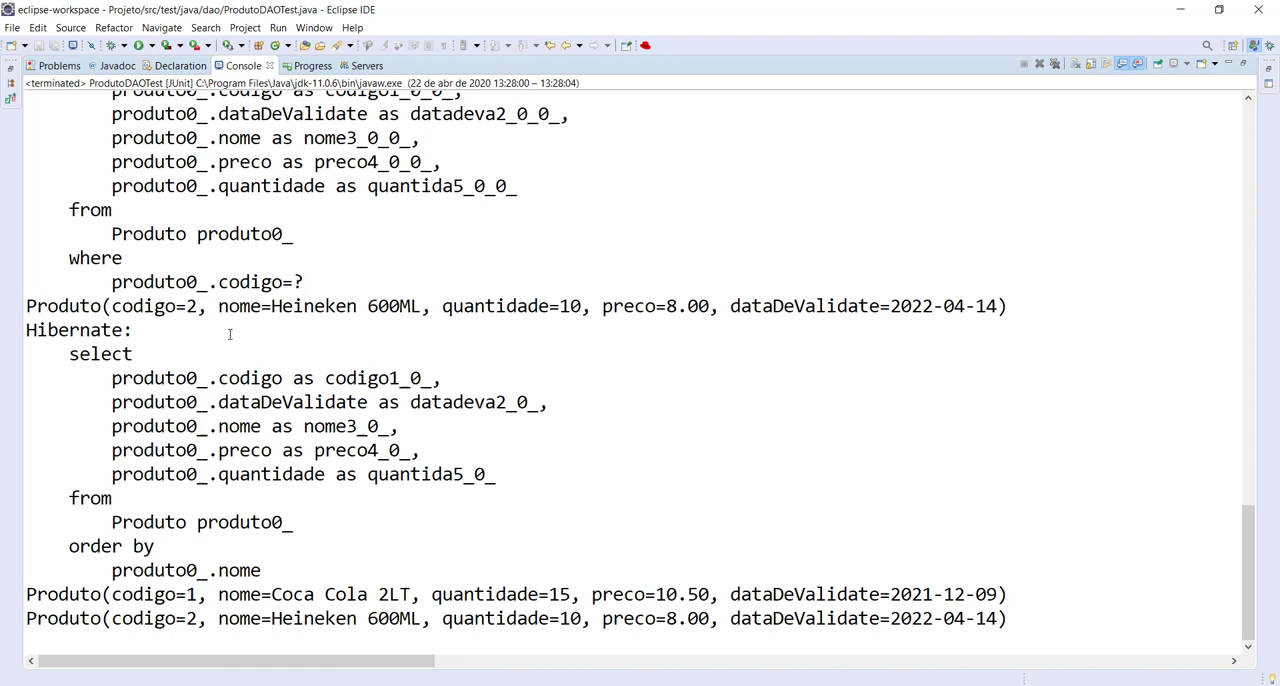 eclipse-workspace - Projeto/src/test/java/dao/ProdutoDAOTest.java - Eclipse IDE
File Edit Source Refactor Navigate Search Project Run Window Help
Problems Javadoc Declaration Console Progress Servers
<terminated> ProdutoDAOTest [JUnit] C:\Program Files\Java\jdk-11.0.6\bin\javaw.exe (22 de abr de 2020 13:28:00 – 13:28:04)
produto0_.codigo as codigo1_0_0_,
produto0_.dataDeValidate as datadeva2_0_0_,
produto0_.nome as nome3_0_0_,
produto0_.preco as preco4_0_0_,
produto0_.quantidade as quantida5_0_0_
from
Produto produto0_
where
produto0_.codigo=?
Produto(codigo=2, nome=Heineken 600ML, quantidade=10, preco=8.00, dataDeValidate=2022-04-14)
Hibernate:
select
produto0_.codigo as codigo1_0_,
produto0_.dataDeValidate as datadeva2_0_,
produto0_.nome as nome3_0_,
produto0_.preco as preco4_0_,
produto0_.quantidade as quantida5_0_
from
Produto produto0_
order by
produto0_.nome
Produto(codigo=1, nome=Coca Cola 2LT, quantidade=15, preco=10.50, dataDeValidate=2021-12-09)
Produto(codigo=2, nome=Heineken 600ML, quantidade=10, preco=8.00, dataDeValidate=2022-04-14)